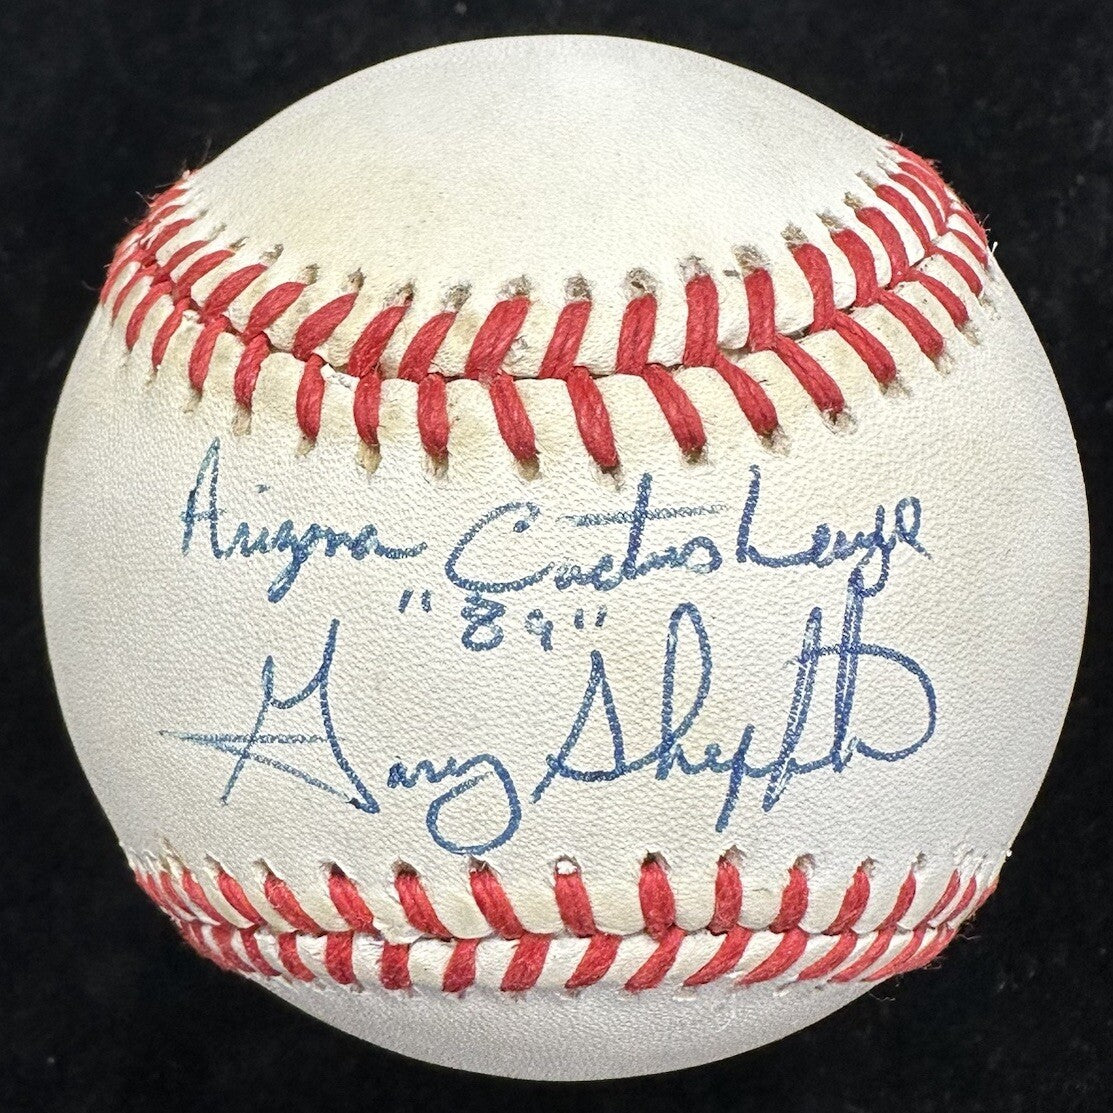 Arizona Cactus League
"89"
Gary Sheffield